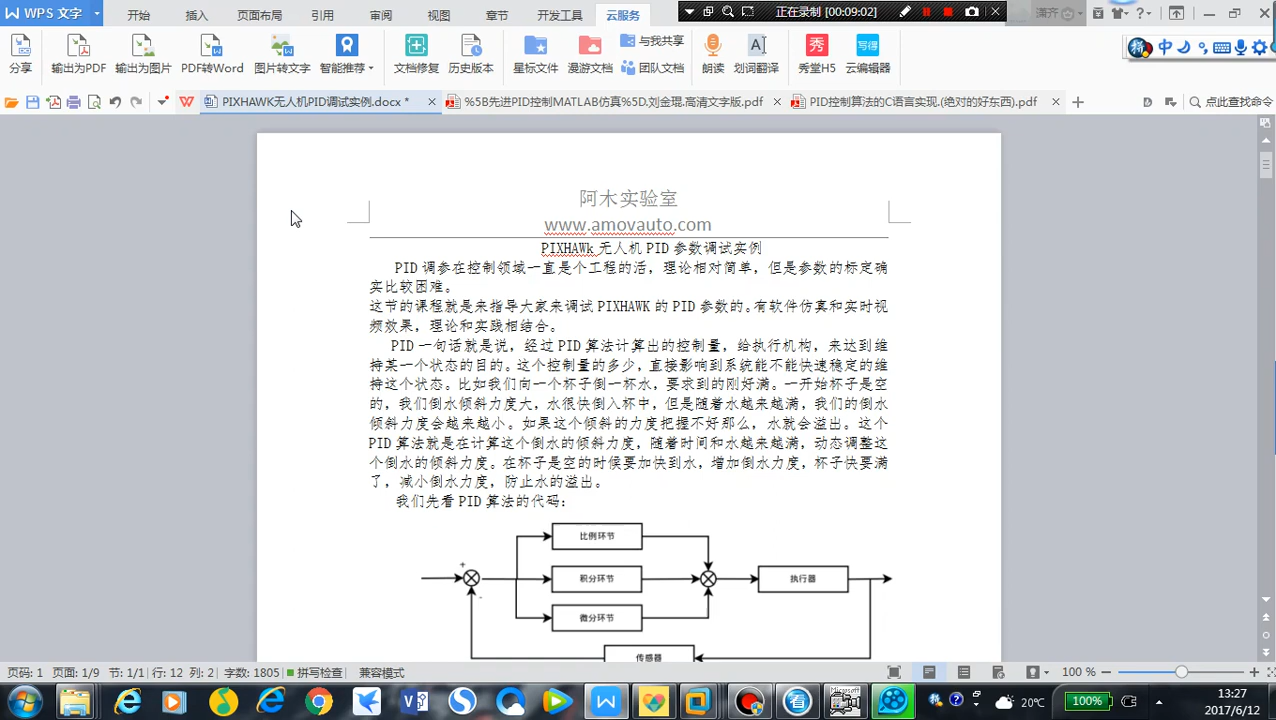 WPS 文字
开始
插入
页面布局
引用
审阅
视图
章节
开发工具
云服务
正在录制 [00:09:02]
潇齐
分享
输出为PDF
输出为图片
PDF转Word
图片转文字
智能推荐
文档修复
历史版本
星标文件
漫游文档
与我共享
团队文档
朗读
划词翻译
秀
秀堂H5
写得
云编辑器
中
PIXHAWK无人机PID调试实例.docx *
%5B先进PID控制MATLAB仿真%5D,刘金琨,高清文字版.pdf
PID控制算法的C语言实现.(绝对的好东西).pdf
点此查找命令
阿木实验室
www.amovauto.com
PIXHAWk 无人机 PID 参数调试实例
PID 调参在控制领域一直是个工程的活，理论相对简单，但是参数的标定确
实比较困难。
这节的课程就是来指导大家来调试 PIXHAWK 的 PID 参数的。有软件仿真和实时视
频效果，理论和实践相结合。
PID 一句话就是说，经过 PID 算法计算出的控制量，给执行机构，来达到维
持某一个状态的目的。这个控制量的多少，直接影响到系统能不能快速稳定的维
持这个状态。比如我们向一个杯子倒一杯水，要求到的刚好满。一开始杯子是空
的，我们倒水倾斜力度大，水很快倒入杯中，但是随着水越来越满，我们的倒水
倾斜力度会越来越小。如果这个倾斜的力度把握不好那么，水就会溢出。这个
PID 算法就是在计算这个倒水的倾斜力度，随着时间和水越来越满，动态调整这
个倒水的倾斜力度。在杯子是空的时候要加快到水，增加倒水力度，杯子快要满
了，减小倒水力度，防止水的溢出。
我们先看 PID 算法的代码：
比例环节
+
积分环节
执行器
-
微分环节
传感器
页码: 1 页面: 1/9 节: 1/1 行: 12 列: 2 字数: 1805 拼写检查 兼容模式
100 %
20℃
100%
13:27
2017/6/12